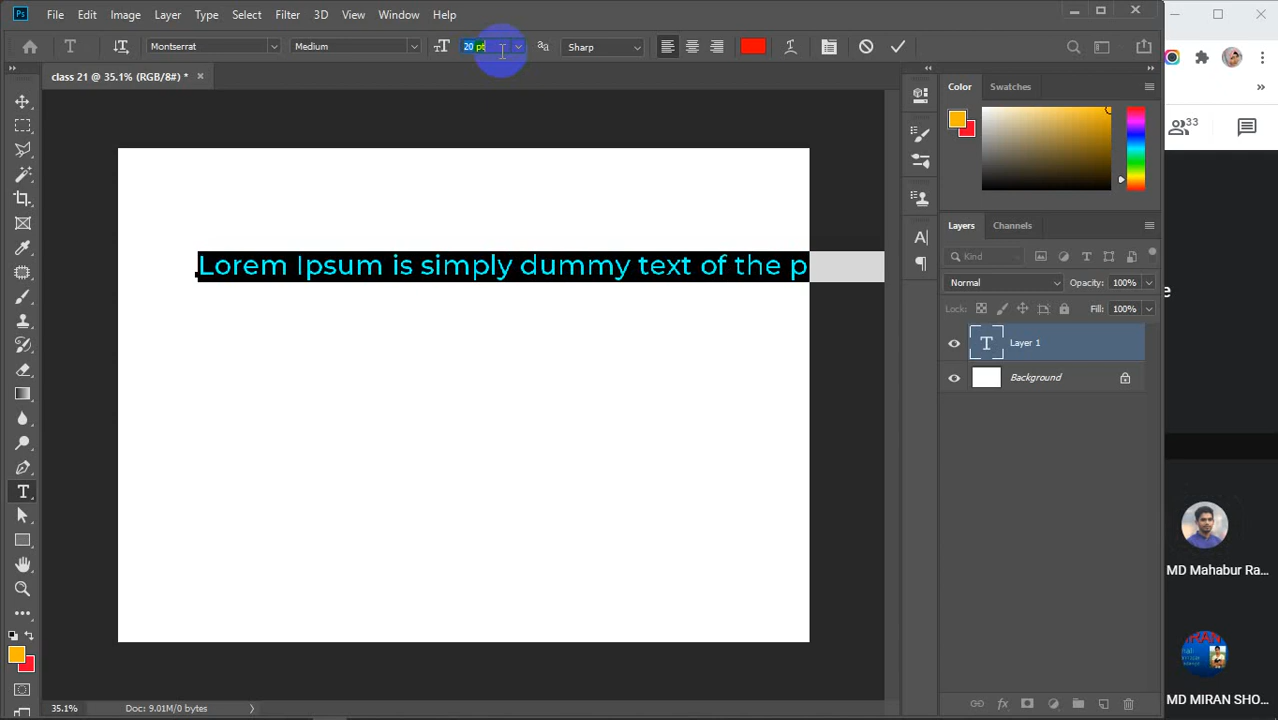 File Edit Image Layer Type Select Filter 3D View Window Help
Montserrat Medium 20 pt Sharp
class 21 @ 35.1% (RGB/8#) *
Color Swatches
33
Lorem Ipsum is simply dummy text of the p
Layers Channels
Kind
Normal Opacity: 100%
Lock: Fill: 100%
Layer 1
Background
MD Mahabur Ra...
MD MIRAN SHO...
35.1% Doc: 9.01M/0 bytes